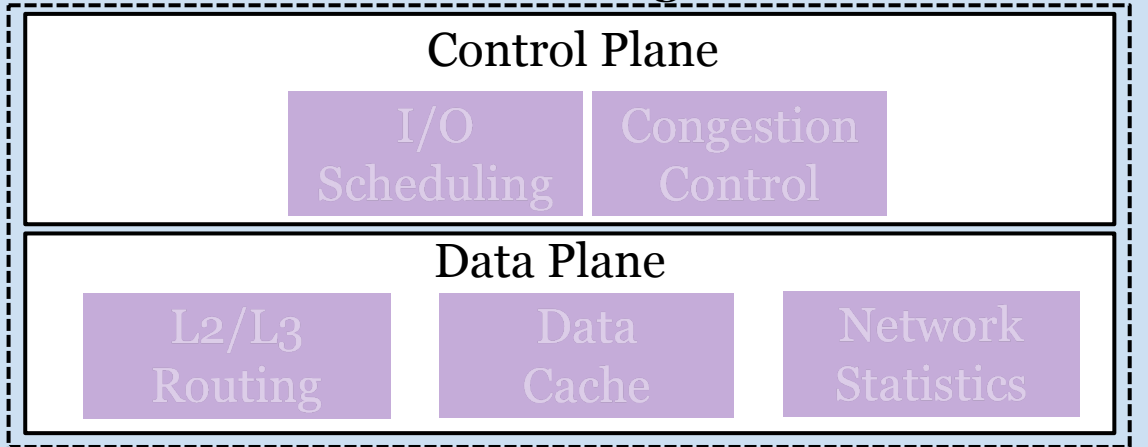 Control Plane
I/O
Scheduling
Congestion
Control
Data Plane
L2/L3
Routing
Data
Cache
Network
Statistics